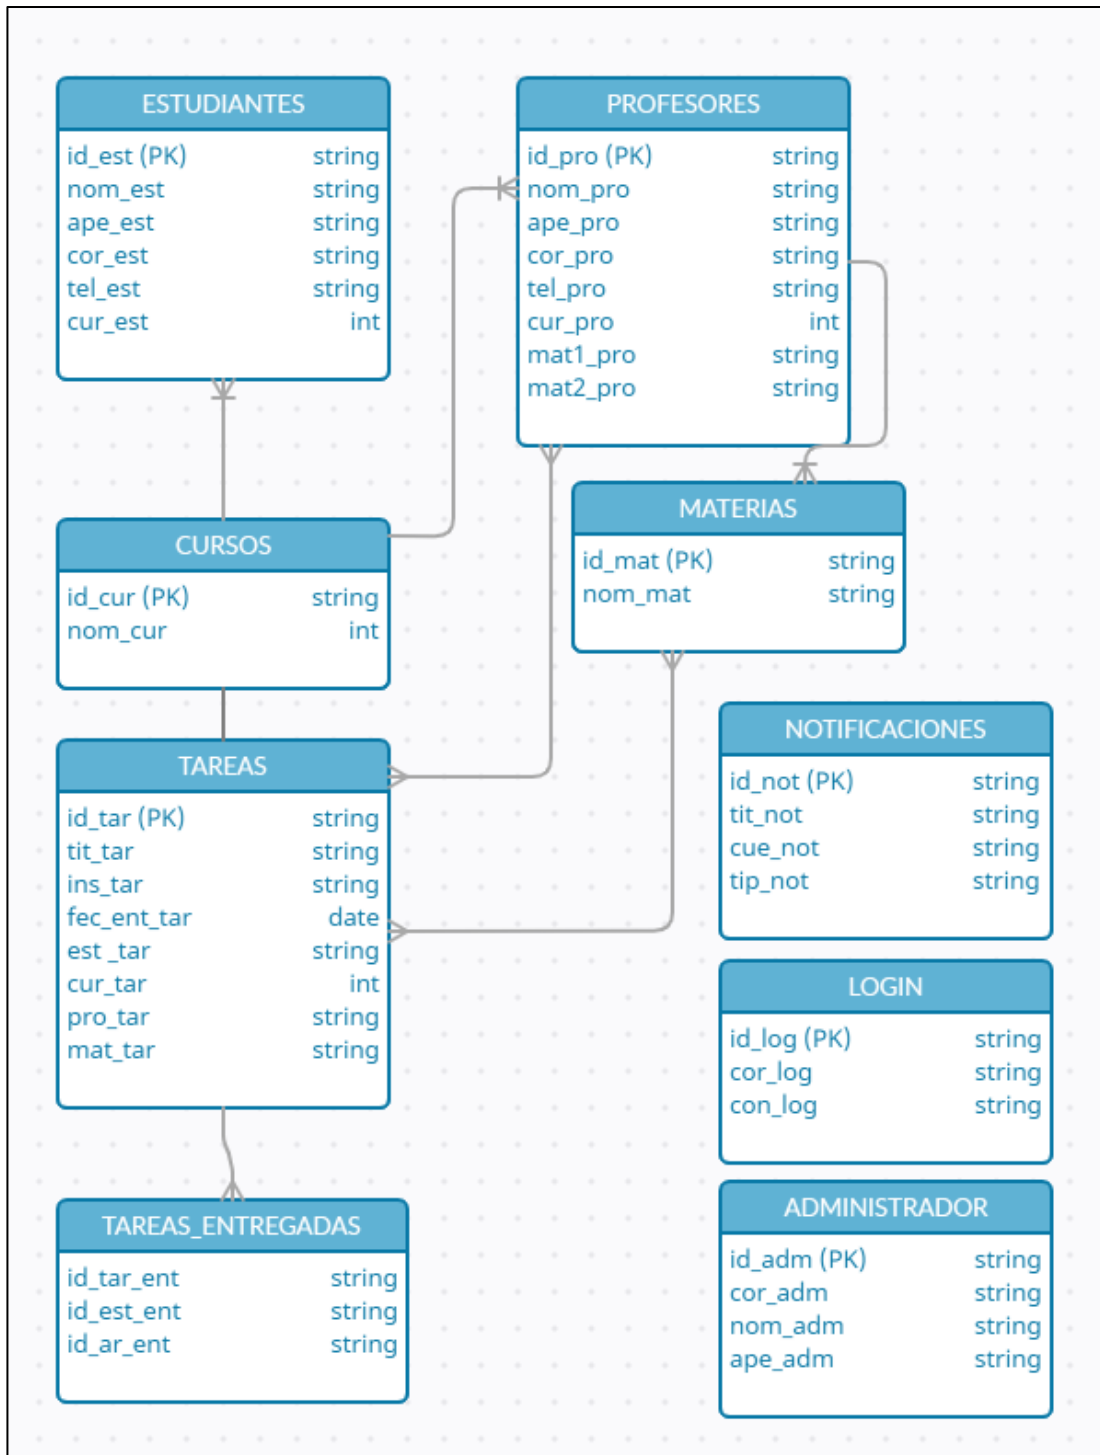 ESTUDIANTES
id_est (PK) string
nom_est string
ape_est string
cor_est string
tel_est string
cur_est int
PROFESORES
id_pro (PK) string
nom_pro string
ape_pro string
cor_pro string
tel_pro string
cur_pro int
mat1_pro string
mat2_pro string
CURSOS
id_cur (PK) string
nom_cur int
MATERIAS
id_mat (PK) string
nom_mat string
TAREAS
id_tar (PK) string
tit_tar string
ins_tar string
fec_ent_tar date
est _tar string
cur_tar int
pro_tar string
mat_tar string
NOTIFICACIONES
id_not (PK) string
tit_not string
cue_not string
tip_not string
LOGIN
id_log (PK) string
cor_log string
con_log string
TAREAS_ENTREGADAS
id_tar_ent string
id_est_ent string
id_ar_ent string
ADMINISTRADOR
id_adm (PK) string
cor_adm string
nom_adm string
ape_adm string